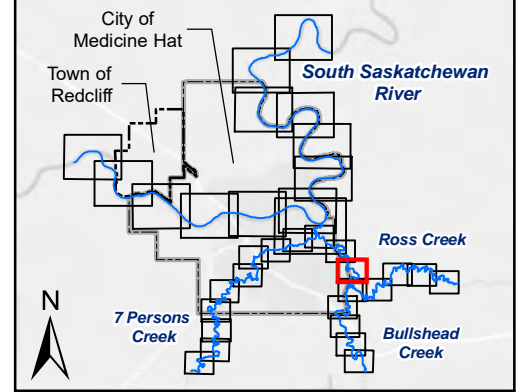 City of
Medicine Hat
Town of
Redcliff
South Saskatchewan
River
Ross Creek
N
7 Persons
Creek
Bullshead
Creek